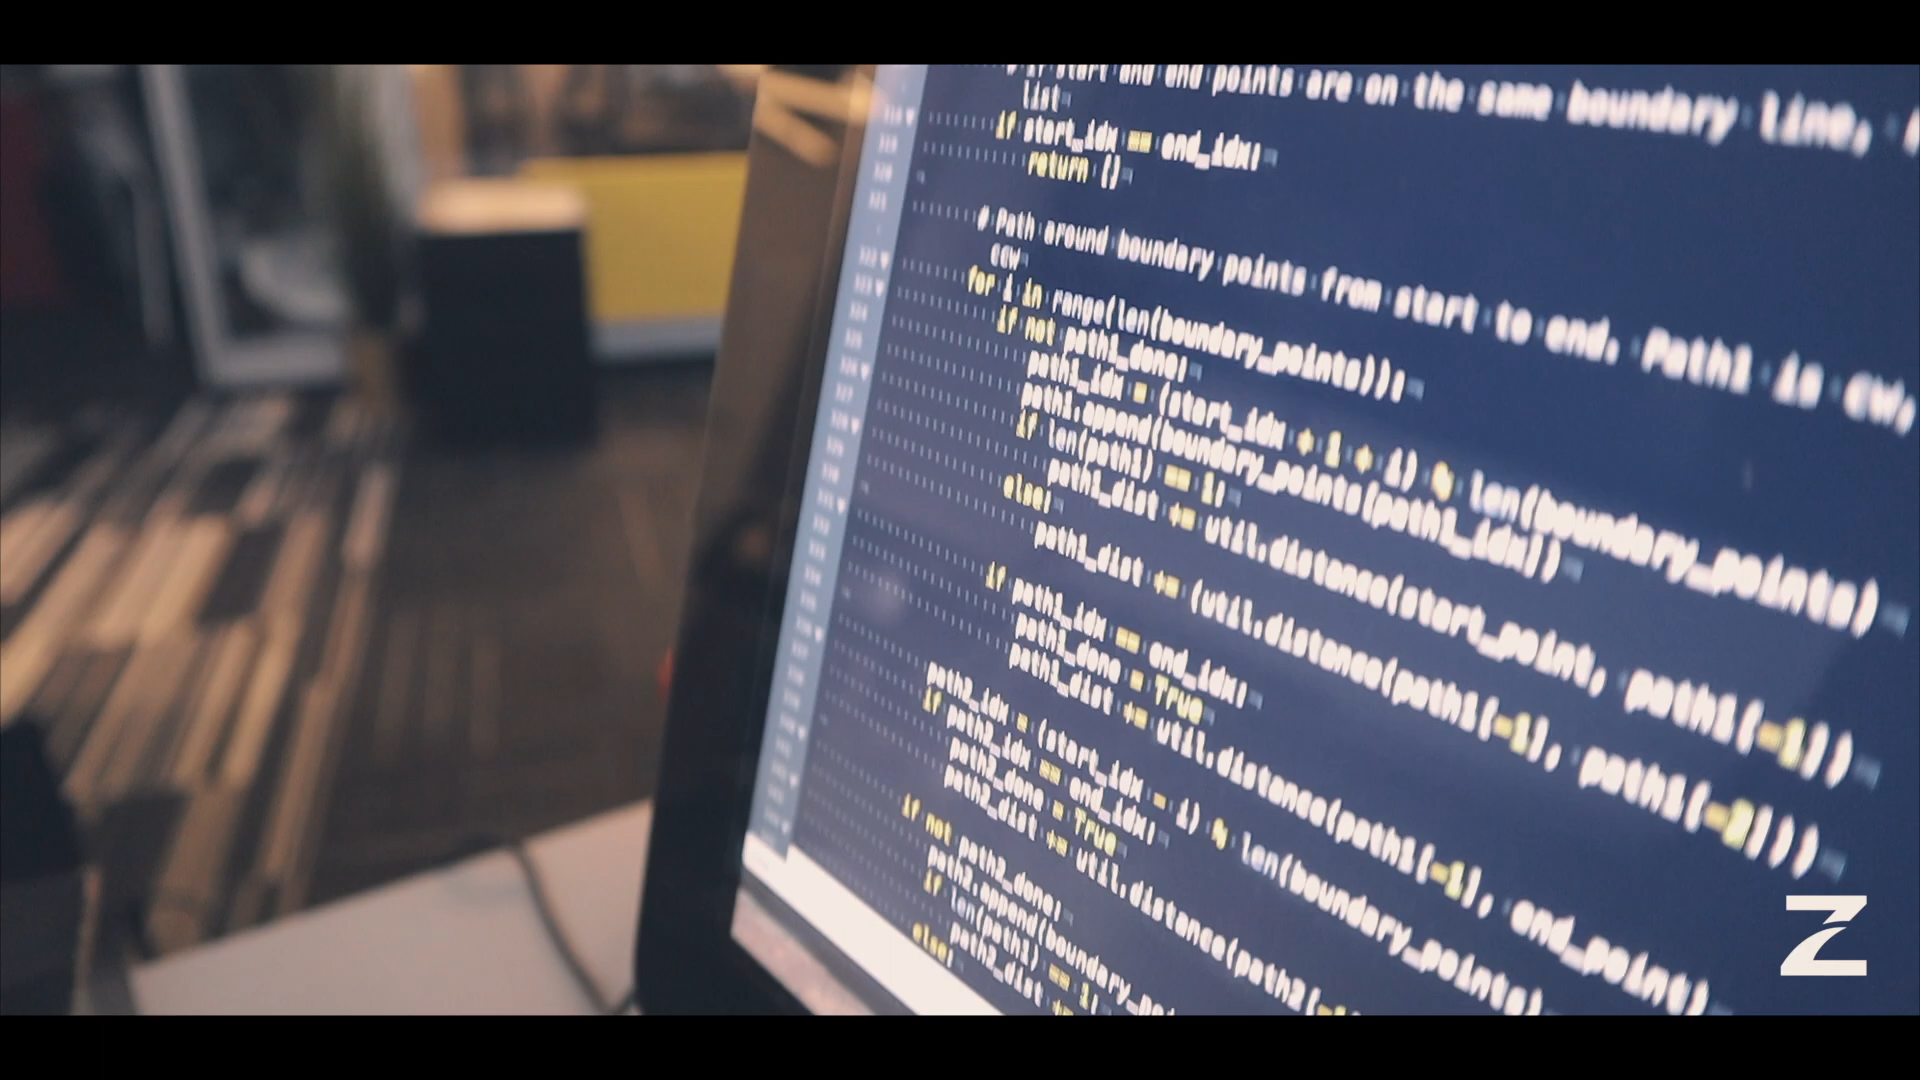 # if start and end points are on the same boundary line,
list
if start_idx == end_idx:
return []
# Path around boundary points from start to end. Path1 is CW,
CCW
for i in range(len(boundary_points)):
if not path1_done:
path1_idx = (start_idx + 1 + i) % len(boundary_points)
path1.append(boundary_points[path1_idx])
if len(path1) == 1:
path1_dist += util.distance(start_point, path1[-1])
else:
path1_dist += (util.distance(path1[-1], path1[-2]))
if path1_idx == end_idx:
path1_done = True
path1_dist += util.distance(path1[-1], end_point)
path2_idx = (start_idx - i) % len(boundary_points)
if path2_idx == end_idx:
path2_done = True
path2_dist += util.distance(path2[-1
if not path2_done:
path2.append(boundary_po
if len(path2) == 1:
path2_dist +=
else:
Z